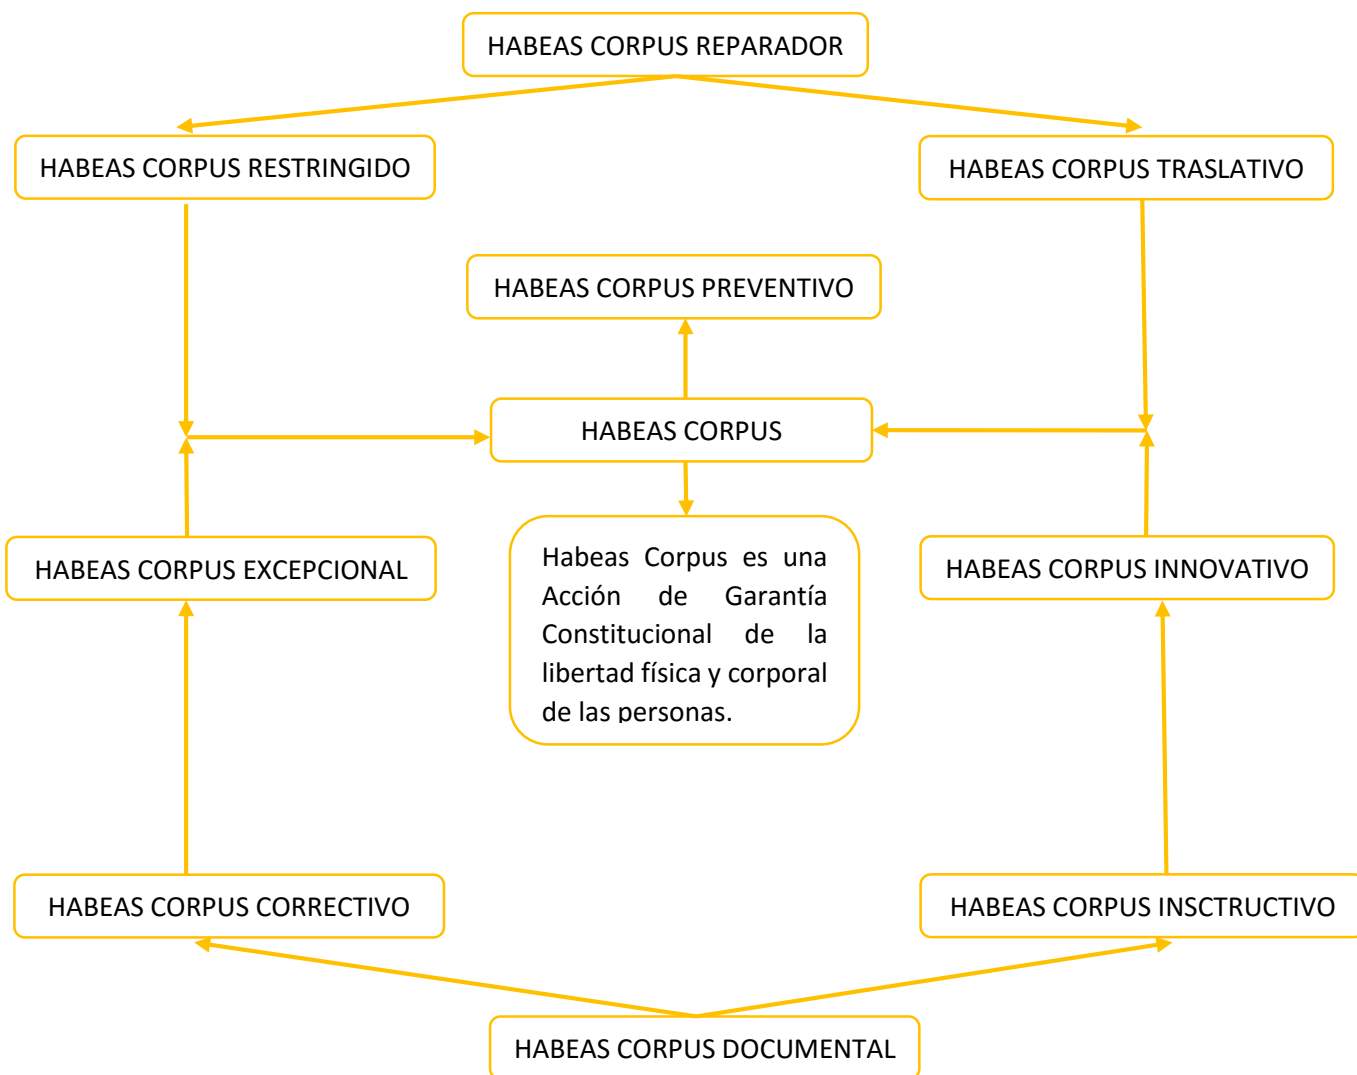 HABEAS CORPUS REPARADOR
HABEAS CORPUS RESTRINGIDO
HABEAS CORPUS TRASLATIVO
HABEAS CORPUS PREVENTIVO
HABEAS CORPUS
Habeas Corpus es una
Acción de Garantía
Constitucional de la
libertad física y corporal
de las personas.
HABEAS CORPUS EXCEPCIONAL
HABEAS CORPUS INNOVATIVO
HABEAS CORPUS CORRECTIVO
HABEAS CORPUS INSCTRUCTIVO
HABEAS CORPUS DOCUMENTAL